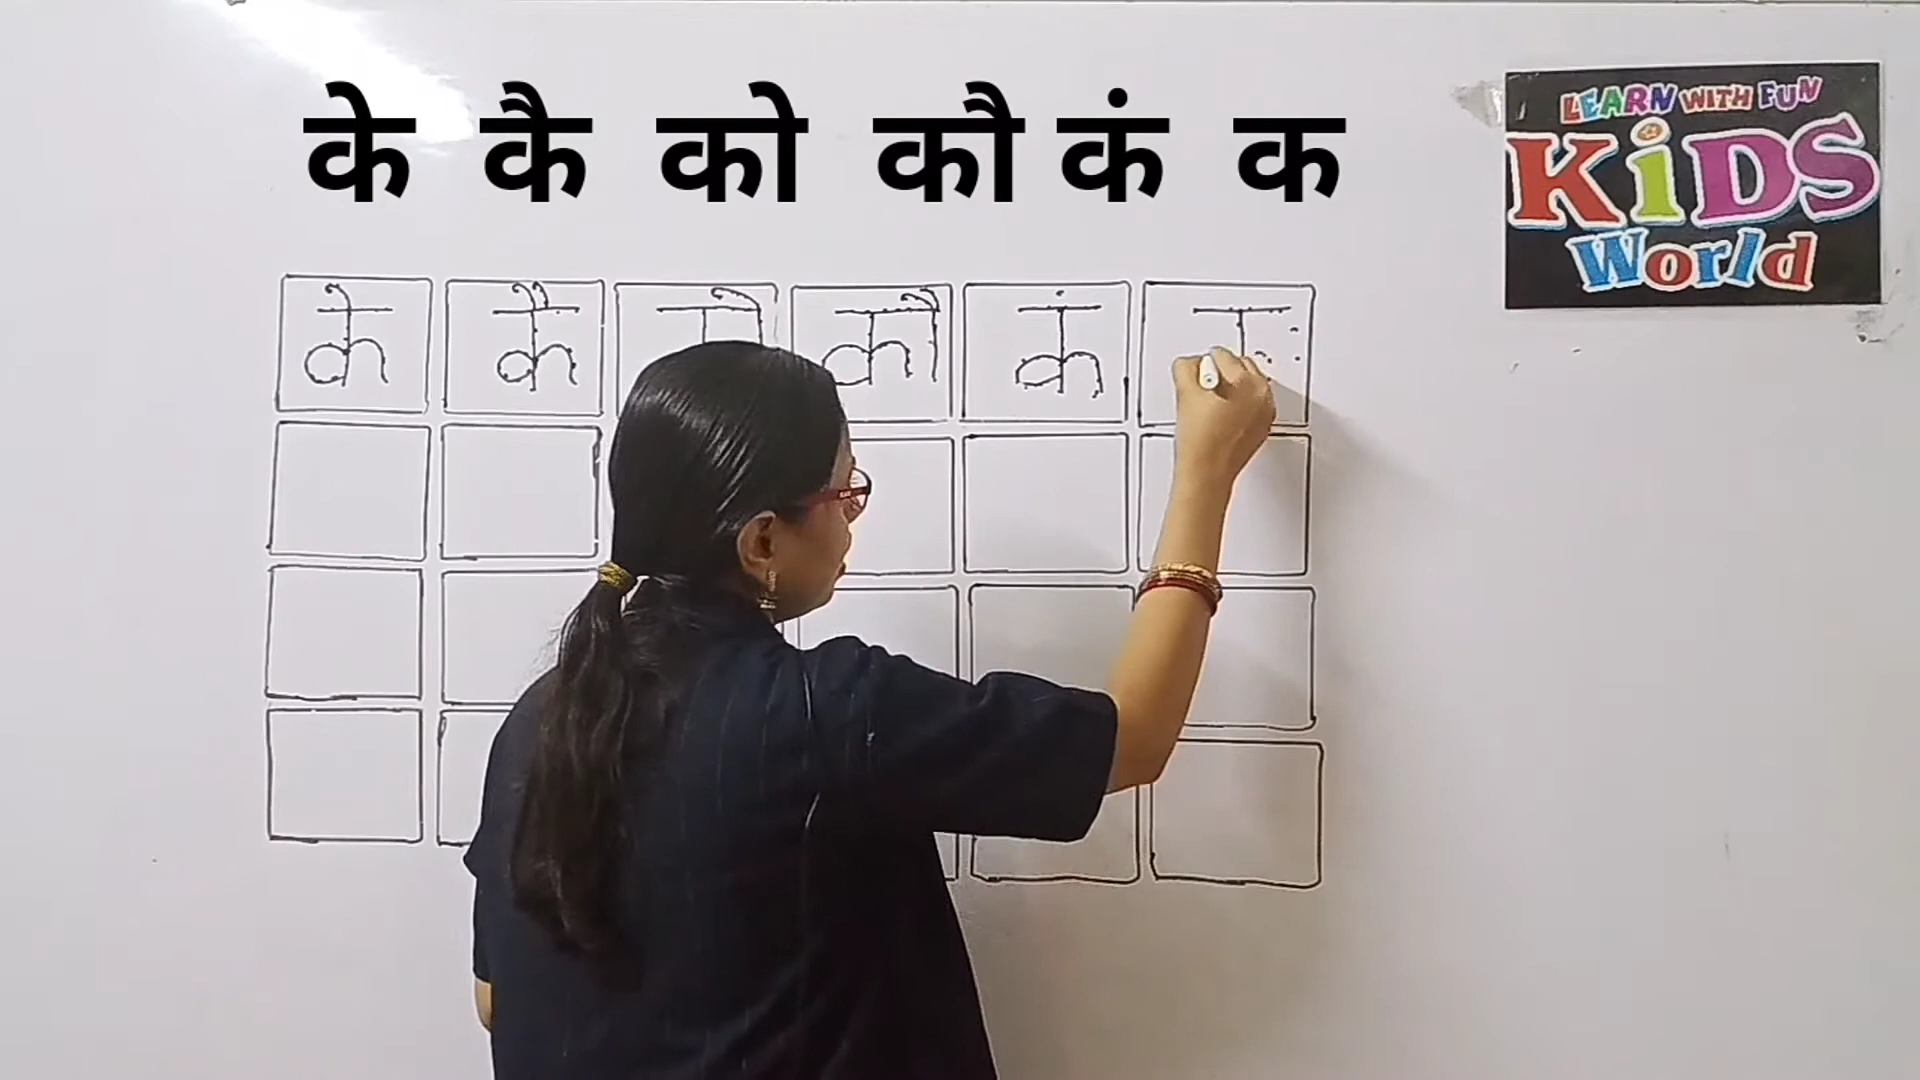 के कै को कौ कं क
LEARN WITH FUN
KiDS
World
के कै कौ कं